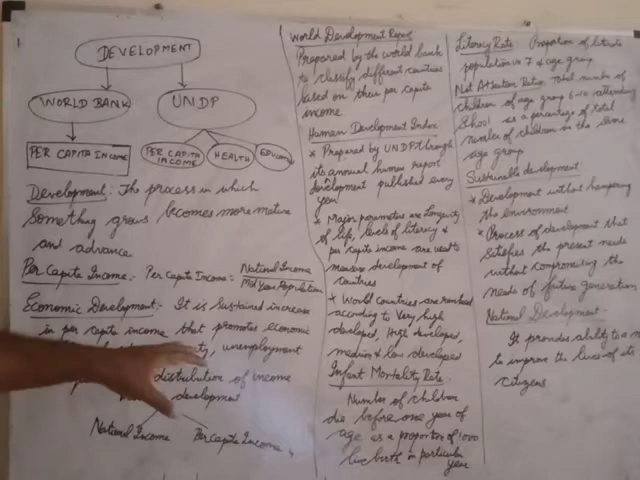 DEVELOPMENT
WORLD BANK
UNDP
PER CAPITA INCOME
PER CAPITA
INCOME
HEALTH
Development: The process in which
Something grows becomes more mature
and advance
Per Capita Income:- Per Capita Income = National Income
Mid Year Population
Economic Development:- It is sustained increase
in per capita income that promotes economic
unemployment
distribution of income
development
National Income
Per Capita Income
World Development Report
Prepared by the world bank
to classify different countries
based on their per capita
income
Human Development Index
* Prepared by UNDP through
its annual human report
development published every
year
* Major parameters are Longevity
of life, levels of literacy &
per capita income are used to
measure development of
countries
* World Countries are ranked
according to Very high
developed, High developed,
medium & low developed
Infant Mortality Rate
Number of children
die before one year of
age as a proportion of 1000
live birth in particular
year
Literacy Rate: Proportion of literate
population in 7 & age group
Total number of
children of age group attending
School as a percentage of total
number of children in the same
age group
Sustainable development
* Development without hampering
the environment
* Process of development that
satisfies the present needs
without compromising the
needs of future generation
National Development-
It provides ability to a
to improve the lives of its
citizens